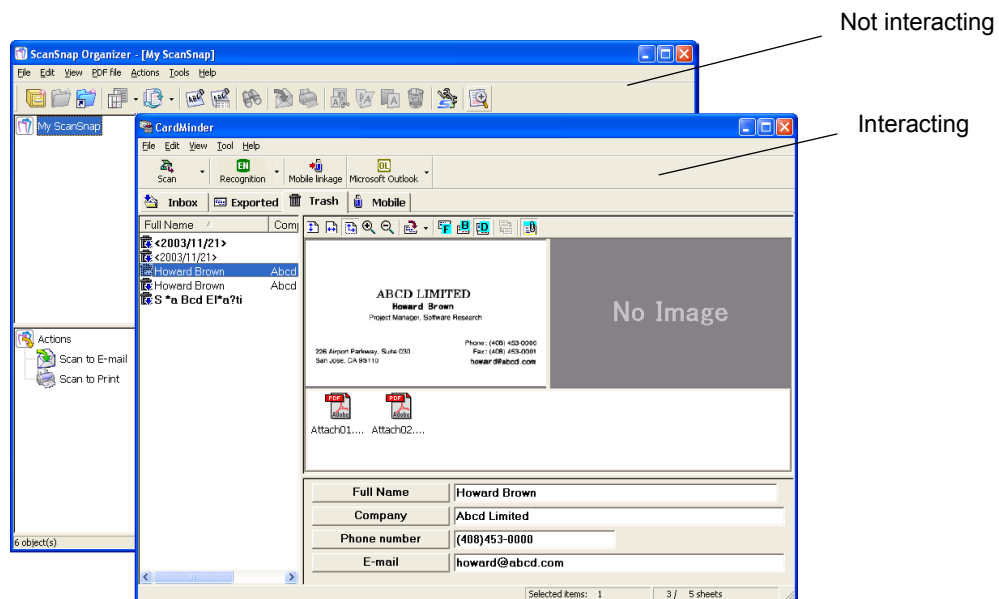 Not interacting
ScanSnap Organizer - [My ScanSnap]
File Edit View PDF file Actions Tools Help
My ScanSnap
Interacting
CardMinder
File Edit View Tool Help
Scan
EN
Recognition
Mobile linkage
OL
Microsoft Outlook
Inbox
Exported
Trash
Mobile
Full Name
Com
<2003/11/21>
<2003/11/21>
Howard Brown Abcd
Howard Brown Abcd
S *a Bcd El*a?ti
ABCD LIMITED
Howard Brown
Project Manager, Software Research
226 Airport Parkway, Suite 030
San Jose, CA 95110
Phone: (408) 453-0000
Fax: (408) 453-0001
howard@abcd.com
No Image
Actions
Scan to E-mail
Scan to Print
PDF
Adobe
PDF
Adobe
Attach01.... Attach02....
Full Name Howard Brown
Company Abcd Limited
Phone number (408)453-0000
E-mail howard@abcd.com
6 object(s)
Selected items: 1 3 / 5 sheets